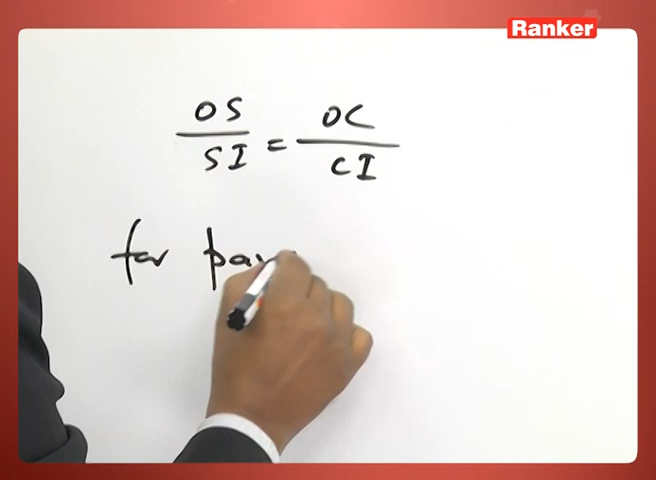 Ranker
OS/SI = OC/CI
for